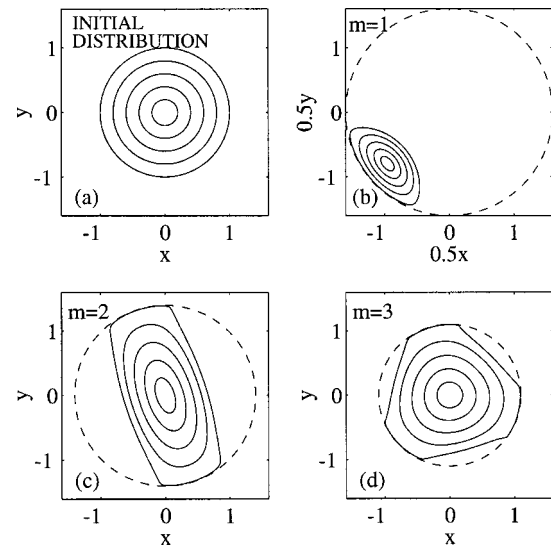 INITIAL
DISTRIBUTION
1
0
-1
y
(a)
-1 0 1
x
m=1
1
0
-1
0.5y
(b)
-1 0 1
0.5x
m=2
1
0
-1
y
(c)
-1 0 1
x
m=3
1
0
-1
y
(d)
-1 0 1
x